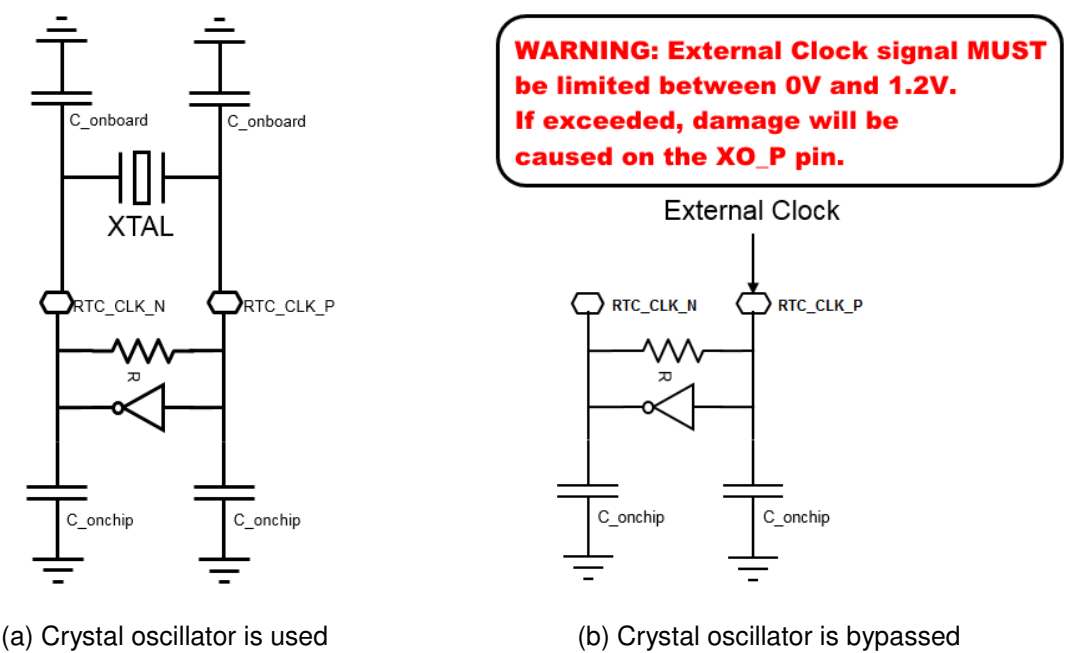 WARNING: External Clock signal MUST
be limited between 0V and 1.2V.
If exceeded, damage will be
caused on the XO_P pin.
C_onboard
C_onboard
XTAL
External Clock
RTC_CLK_N
RTC_CLK_P
RTC_CLK_N
RTC_CLK_P
R
R
C_onchip
C_onchip
C_onchip
C_onchip
(a) Crystal oscillator is used
(b) Crystal oscillator is bypassed